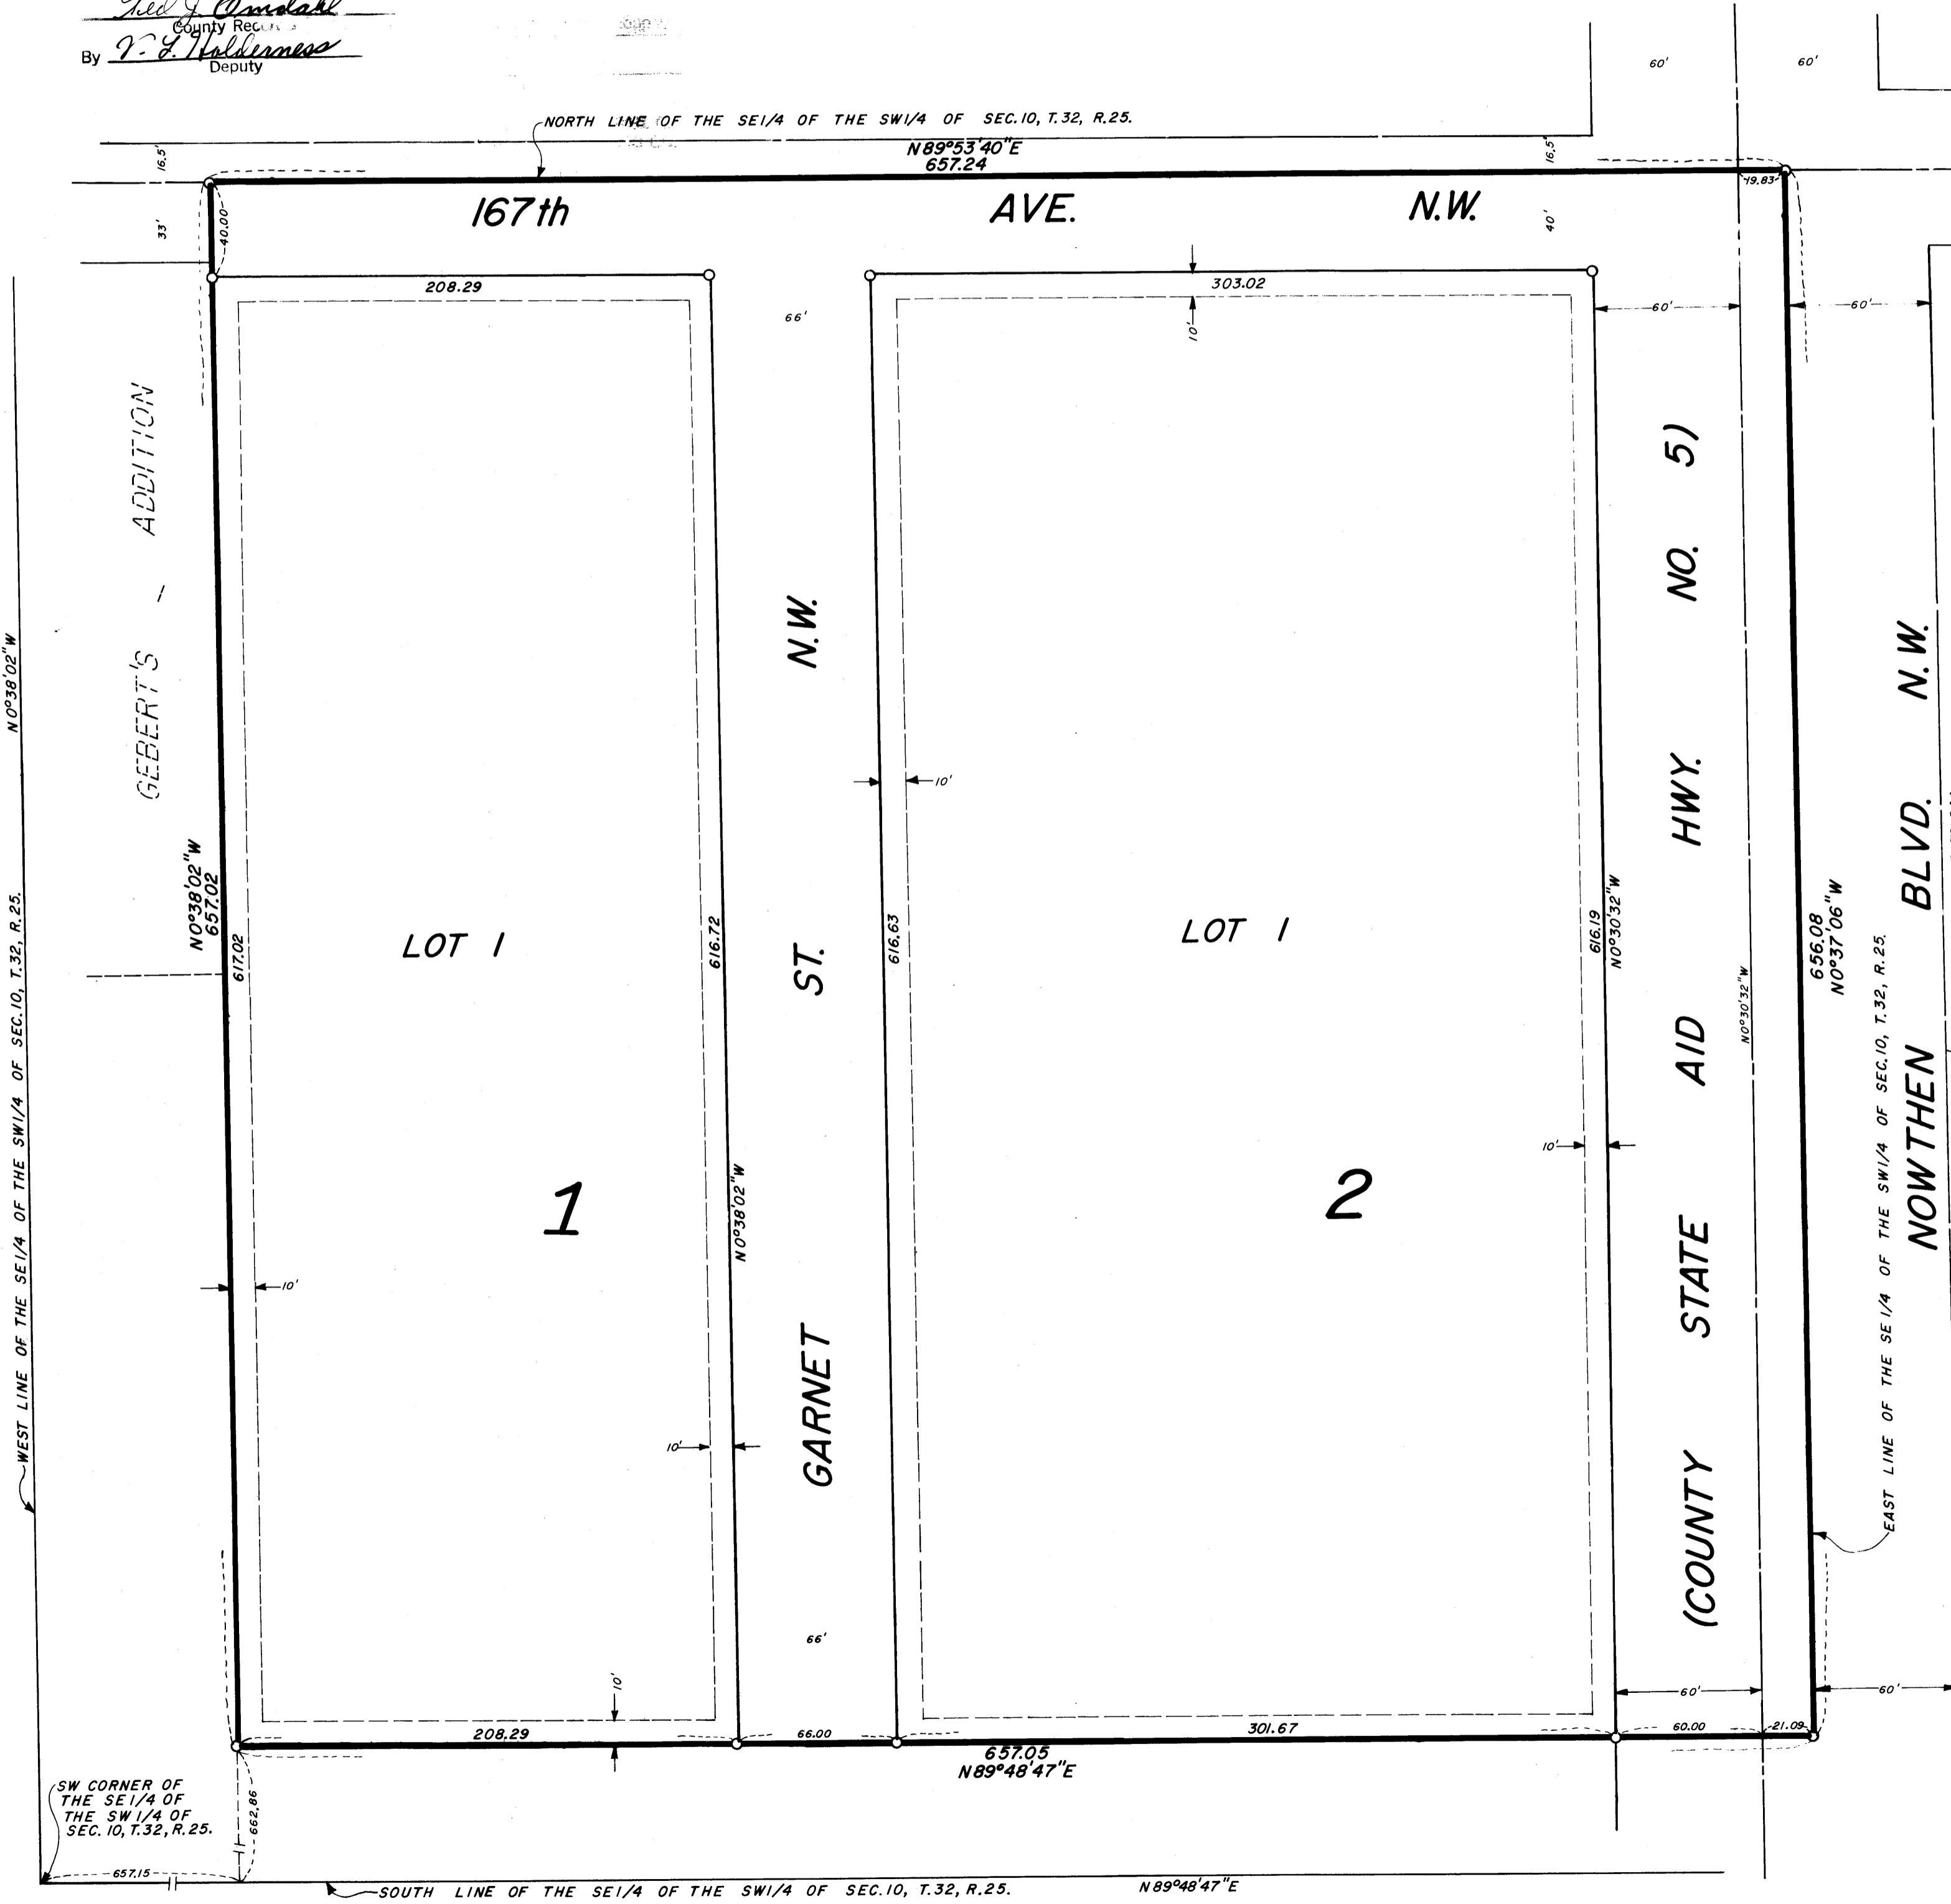 County Recor
By V. L. Holderness
Deputy
60'
60'
NORTH LINE OF THE SE1/4 OF THE SW1/4 OF SEC.10, T.32, R.25.
16.5'
16.5'
N89°53'40"E
657.24
19.83
167th AVE. N.W.
33'
40.00
40'
208.29
303.02
66'
10'
60'
60'
GEBERT'S - ADDITION
N0°38'02"W
WEST LINE OF THE SE1/4 OF THE SW1/4 OF SEC.10, T.32, R.25.
N0°38'02"W
657.02
617.02
LOT 1
616.72
N0°38'02"W
1
10'
10'
10'
GARNET ST. N.W.
66'
10'
616.63
LOT 1
2
10'
616.19
N0°30'32"W
(COUNTY STATE AID HWY. NO. 5)
N0°30'32"W
656.08
N0°37'06"W
EAST LINE OF THE SE1/4 OF THE SW1/4 OF SEC.10, T.32, R.25.
NOWTHEN BLVD. N.W.
60'
60'
208.29
66.00
301.67
60.00
21.09
657.05
N89°48'47"E
SW CORNER OF
THE SE1/4 OF
THE SW1/4 OF
SEC. 10, T.32, R.25.
662.86
657.15
SOUTH LINE OF THE SE1/4 OF THE SW1/4 OF SEC.10, T.32, R.25.
N89°48'47"E